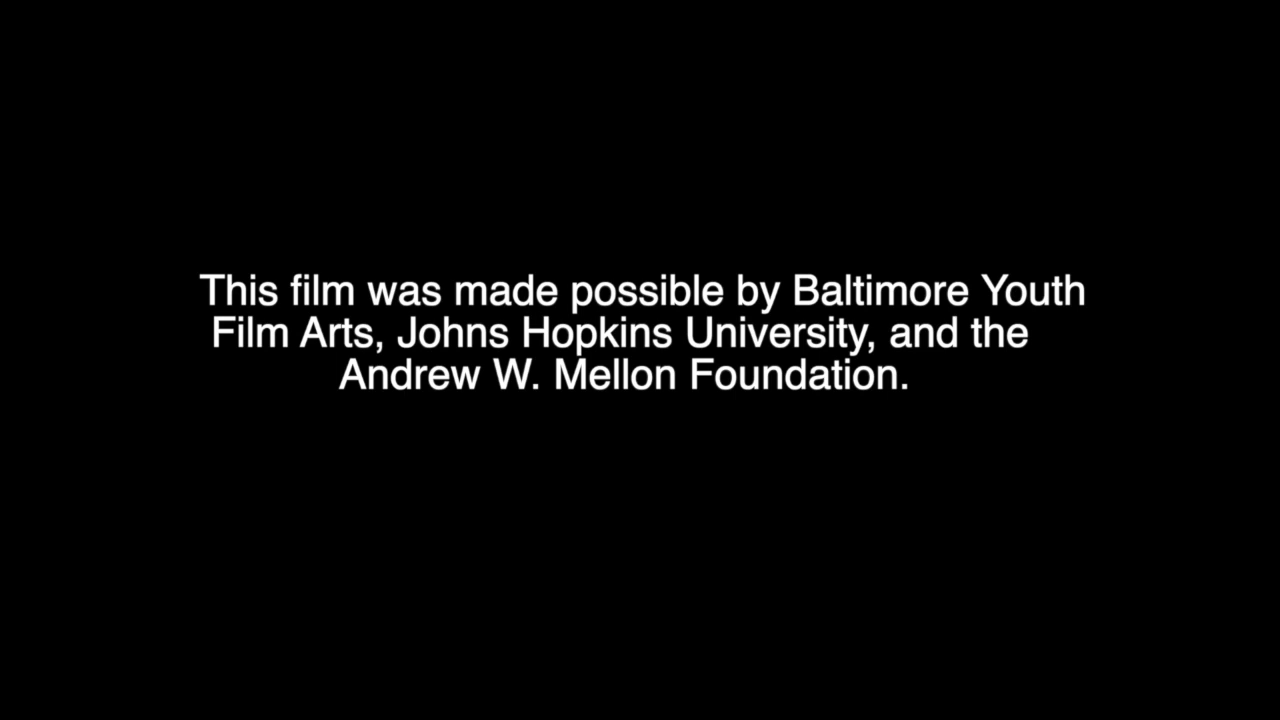 This film was made possible by Baltimore Youth
Film Arts, Johns Hopkins University, and the
Andrew W. Mellon Foundation.